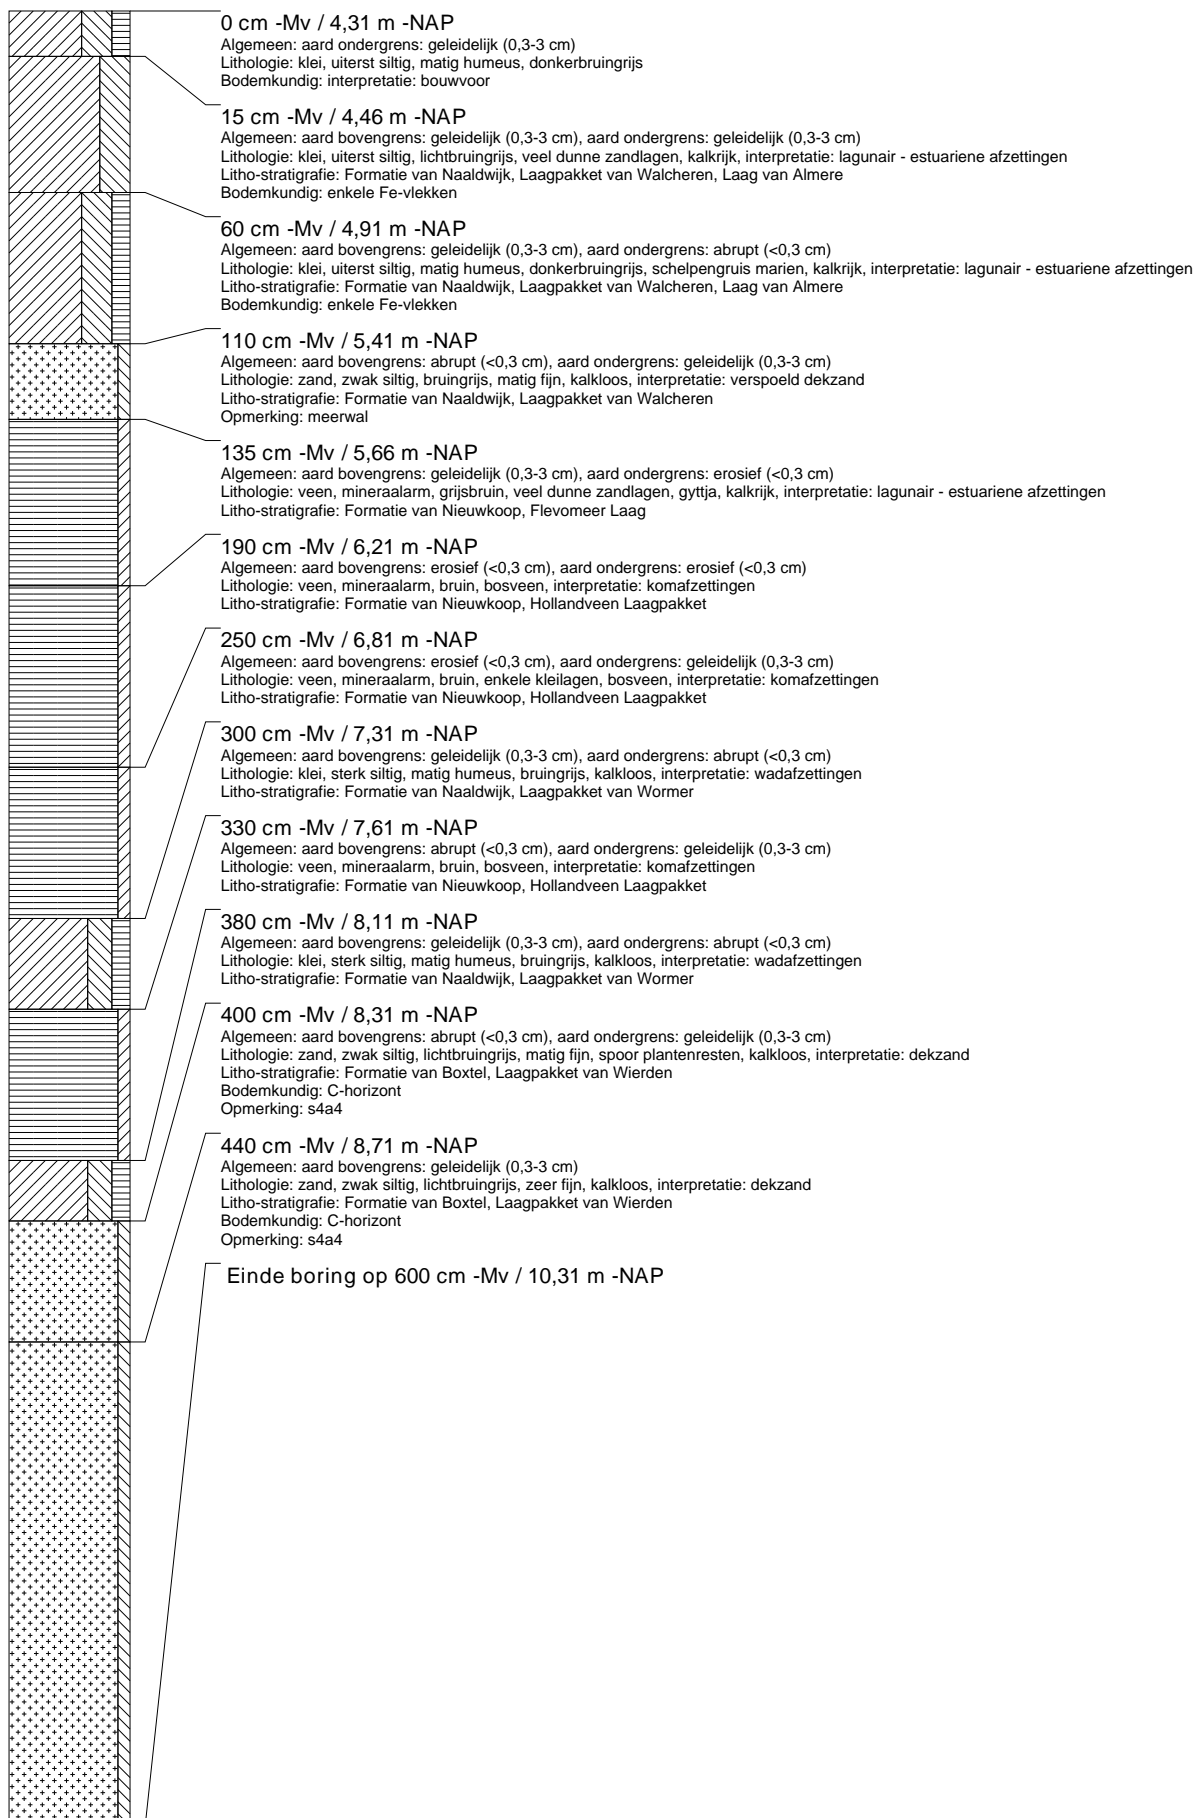 0 cm -Mv / 4,31 m -NAP
Algemeen: aard ondergrens: geleidelijk (0,3-3 cm)
Lithologie: klei, uiterst siltig, matig humeus, donkerbruingrijs
Bodemkundig: interpretatie: bouwvoor
15 cm -Mv / 4,46 m -NAP
Algemeen: aard bovengrens: geleidelijk (0,3-3 cm), aard ondergrens: geleidelijk (0,3-3 cm)
Lithologie: klei, uiterst siltig, lichtbruingrijs, veel dunne zandlagen, kalkrijk, interpretatie: lagunair - estuariene afzettingen
Litho-stratigrafie: Formatie van Naaldwijk, Laagpakket van Walcheren, Laag van Almere
Bodemkundig: enkele Fe-vlekken
60 cm -Mv / 4,91 m -NAP
Algemeen: aard bovengrens: geleidelijk (0,3-3 cm), aard ondergrens: abrupt (<0,3 cm)
Lithologie: klei, uiterst siltig, matig humeus, donkerbruingrijs, schelpengruis marien, kalkrijk, interpretatie: lagunair - estuariene afzettingen
Litho-stratigrafie: Formatie van Naaldwijk, Laagpakket van Walcheren, Laag van Almere
Bodemkundig: enkele Fe-vlekken
110 cm -Mv / 5,41 m -NAP
Algemeen: aard bovengrens: abrupt (<0,3 cm), aard ondergrens: geleidelijk (0,3-3 cm)
Lithologie: zand, zwak siltig, bruingrijs, matig fijn, kalkloos, interpretatie: verspoeld dekzand
Litho-stratigrafie: Formatie van Naaldwijk, Laagpakket van Walcheren
Opmerking: meerwal
135 cm -Mv / 5,66 m -NAP
Algemeen: aard bovengrens: geleidelijk (0,3-3 cm), aard ondergrens: erosief (<0,3 cm)
Lithologie: veen, mineraalarm, grijsbruin, veel dunne zandlagen, gyttja, kalkrijk, interpretatie: lagunair - estuariene afzettingen
Litho-stratigrafie: Formatie van Nieuwkoop, Flevomeer Laag
190 cm -Mv / 6,21 m -NAP
Algemeen: aard bovengrens: erosief (<0,3 cm), aard ondergrens: erosief (<0,3 cm)
Lithologie: veen, mineraalarm, bruin, bosveen, interpretatie: komafzettingen
Litho-stratigrafie: Formatie van Nieuwkoop, Hollandveen Laagpakket
250 cm -Mv / 6,81 m -NAP
Algemeen: aard bovengrens: erosief (<0,3 cm), aard ondergrens: geleidelijk (0,3-3 cm)
Lithologie: veen, mineraalarm, bruin, enkele kleilagen, bosveen, interpretatie: komafzettingen
Litho-stratigrafie: Formatie van Nieuwkoop, Hollandveen Laagpakket
300 cm -Mv / 7,31 m -NAP
Algemeen: aard bovengrens: geleidelijk (0,3-3 cm), aard ondergrens: abrupt (<0,3 cm)
Lithologie: klei, sterk siltig, matig humeus, bruingrijs, kalkloos, interpretatie: wadafzettingen
Litho-stratigrafie: Formatie van Naaldwijk, Laagpakket van Wormer
330 cm -Mv / 7,61 m -NAP
Algemeen: aard bovengrens: abrupt (<0,3 cm), aard ondergrens: geleidelijk (0,3-3 cm)
Lithologie: veen, mineraalarm, bruin, bosveen, interpretatie: komafzettingen
Litho-stratigrafie: Formatie van Nieuwkoop, Hollandveen Laagpakket
380 cm -Mv / 8,11 m -NAP
Algemeen: aard bovengrens: geleidelijk (0,3-3 cm), aard ondergrens: abrupt (<0,3 cm)
Lithologie: klei, sterk siltig, matig humeus, bruingrijs, kalkloos, interpretatie: wadafzettingen
Litho-stratigrafie: Formatie van Naaldwijk, Laagpakket van Wormer
400 cm -Mv / 8,31 m -NAP
Algemeen: aard bovengrens: abrupt (<0,3 cm), aard ondergrens: geleidelijk (0,3-3 cm)
Lithologie: zand, zwak siltig, lichtbruingrijs, matig fijn, spoor plantenresten, kalkloos, interpretatie: dekzand
Litho-stratigrafie: Formatie van Boxtel, Laagpakket van Wierden
Bodemkundig: C-horizont
Opmerking: s4a4
440 cm -Mv / 8,71 m -NAP
Algemeen: aard bovengrens: geleidelijk (0,3-3 cm)
Lithologie: zand, zwak siltig, lichtbruingrijs, zeer fijn, kalkloos, interpretatie: dekzand
Litho-stratigrafie: Formatie van Boxtel, Laagpakket van Wierden
Bodemkundig: C-horizont
Opmerking: s4a4
Einde boring op 600 cm -Mv / 10,31 m -NAP